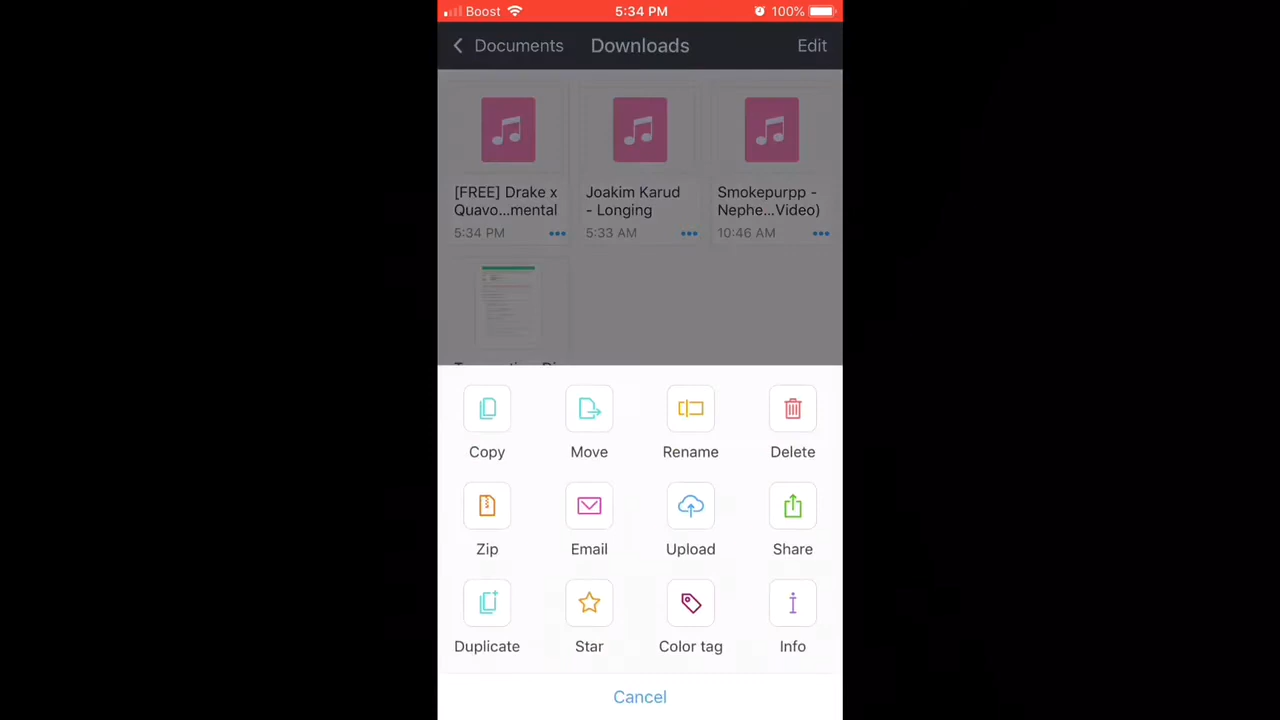 Boost 5:34 PM 100%
Documents Downloads Edit
[FREE] Drake x
Quavo...mental
5:34 PM
Joakim Karud
- Longing
5:33 AM
Smokepurpp -
Nephe...Video)
10:46 AM
Copy Move Rename Delete
Zip Email Upload Share
Duplicate Star Color tag Info
Cancel